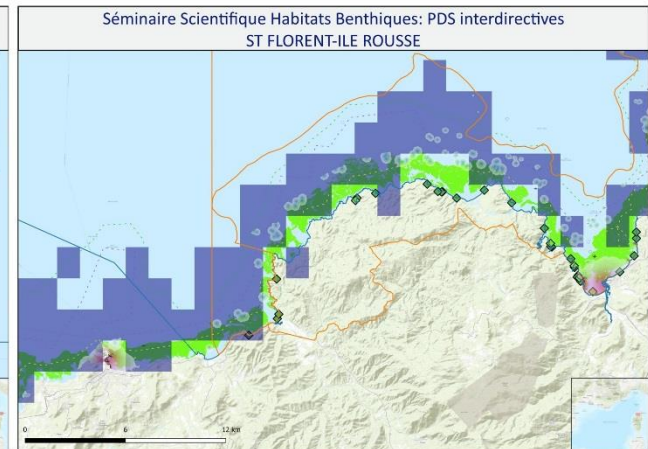 Séminaire Scientifique Habitats Benthiques: PDS interdirectives
ST FLORENT-ILE ROUSSE
0 6 12 km